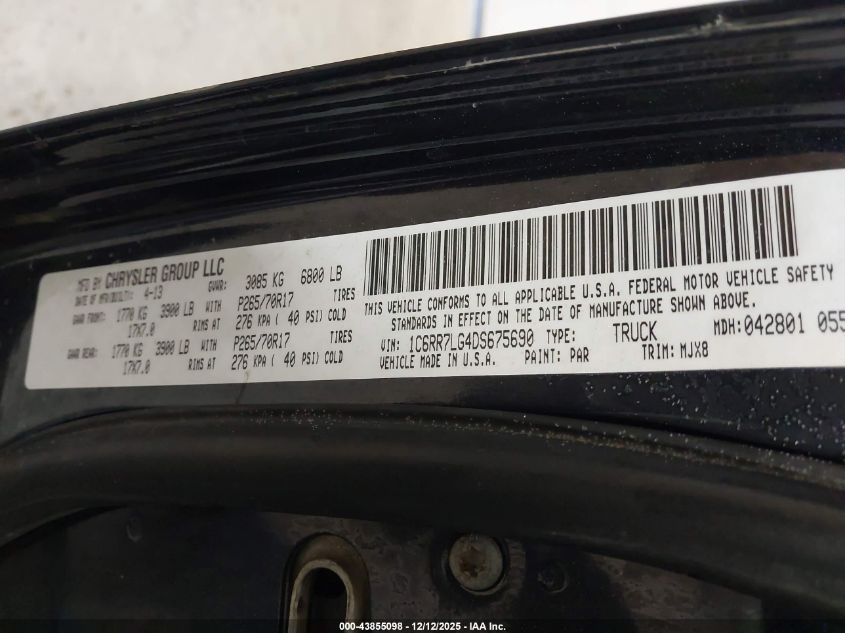 MFD BY CHRYSLER GROUP LLC
DATE OF MFR/BUILT: 4-13 GVWR: 3085 KG 6800 LB
GAWR FRONT: 1770 KG 3900 LB WITH P265/70R17 TIRES
17X7.0 RIMS AT 276 KPA ( 40 PSI) COLD
GAWR REAR: 1770 KG 3900 LB WITH P265/70R17 TIRES
17X7.0 RIMS AT 276 KPA ( 40 PSI) COLD
THIS VEHICLE CONFORMS TO ALL APPLICABLE U.S.A. FEDERAL MOTOR VEHICLE SAFETY
STANDARDS IN EFFECT ON THE DATE OF MANUFACTURE SHOWN ABOVE.
VIN: 1C6RR7LG4DS675690 TYPE: TRUCK MDH: 042801 055
VEHICLE MADE IN U.S.A. PAINT: PAR TRIM: MJX8
000-43855098 - 12/12/2025 - IAA Inc.